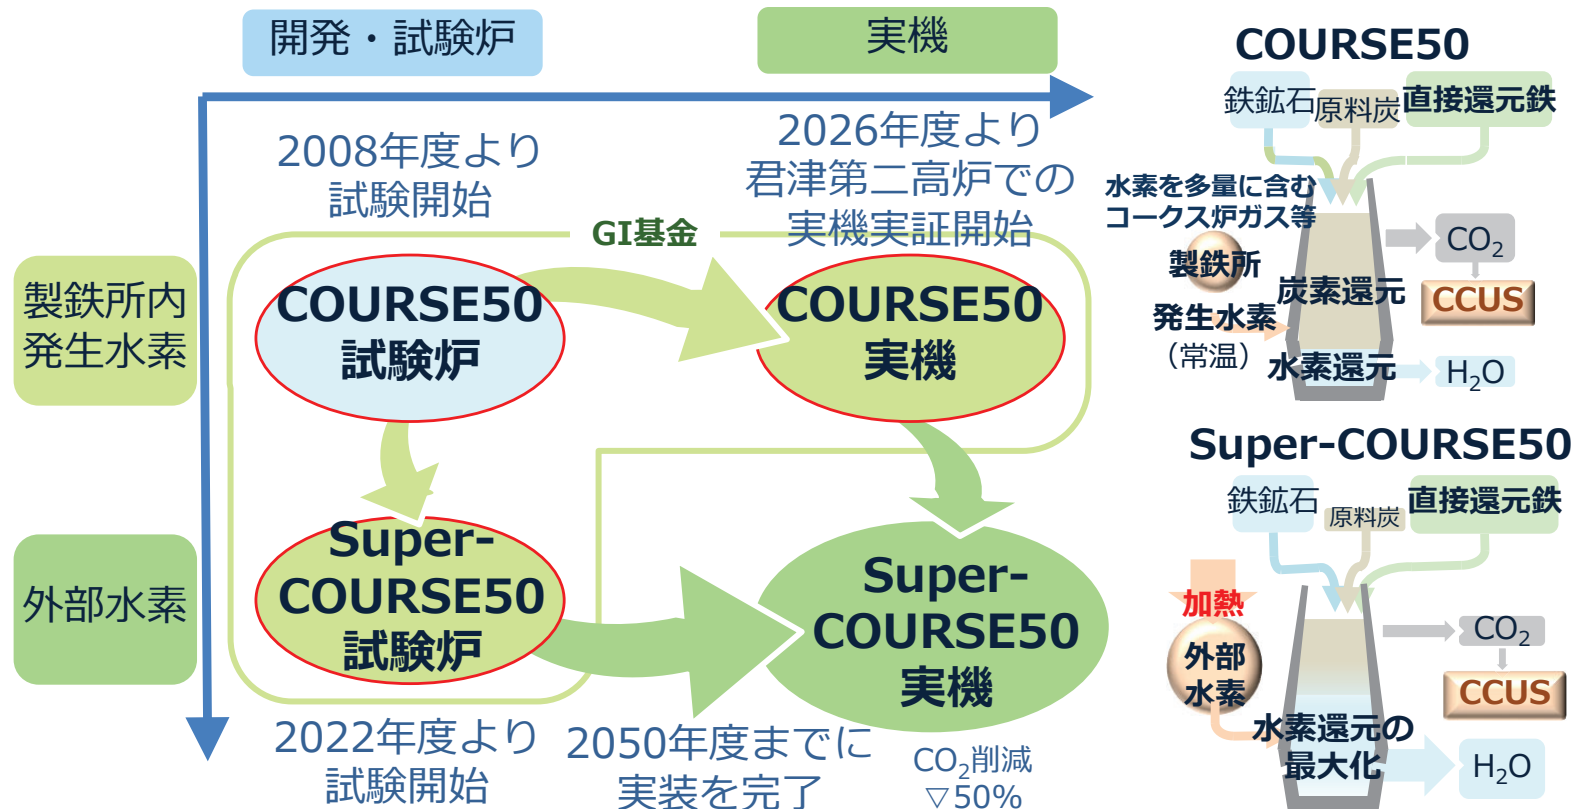 開発・試験炉
実機
2008年度より
試験開始
2026年度より
君津第二高炉での
実機実証開始
GI基金
製鉄所内
発生水素
COURSE50
試験炉
COURSE50
実機
外部水素
Super-
COURSE50
試験炉
Super-
COURSE50
実機
2022年度より
試験開始
2050年度までに
実装を完了
CO₂削減
▽50%
COURSE50
鉄鉱石
原料炭
直接還元鉄
水素を多量に含む
コークス炉ガス等
製鉄所
発生水素
（常温）
炭素還元
水素還元
CO₂
CCUS
H₂O
Super-COURSE50
鉄鉱石
原料炭
直接還元鉄
加熱
外部
水素
水素還元の
最大化
CO₂
CCUS
H₂O